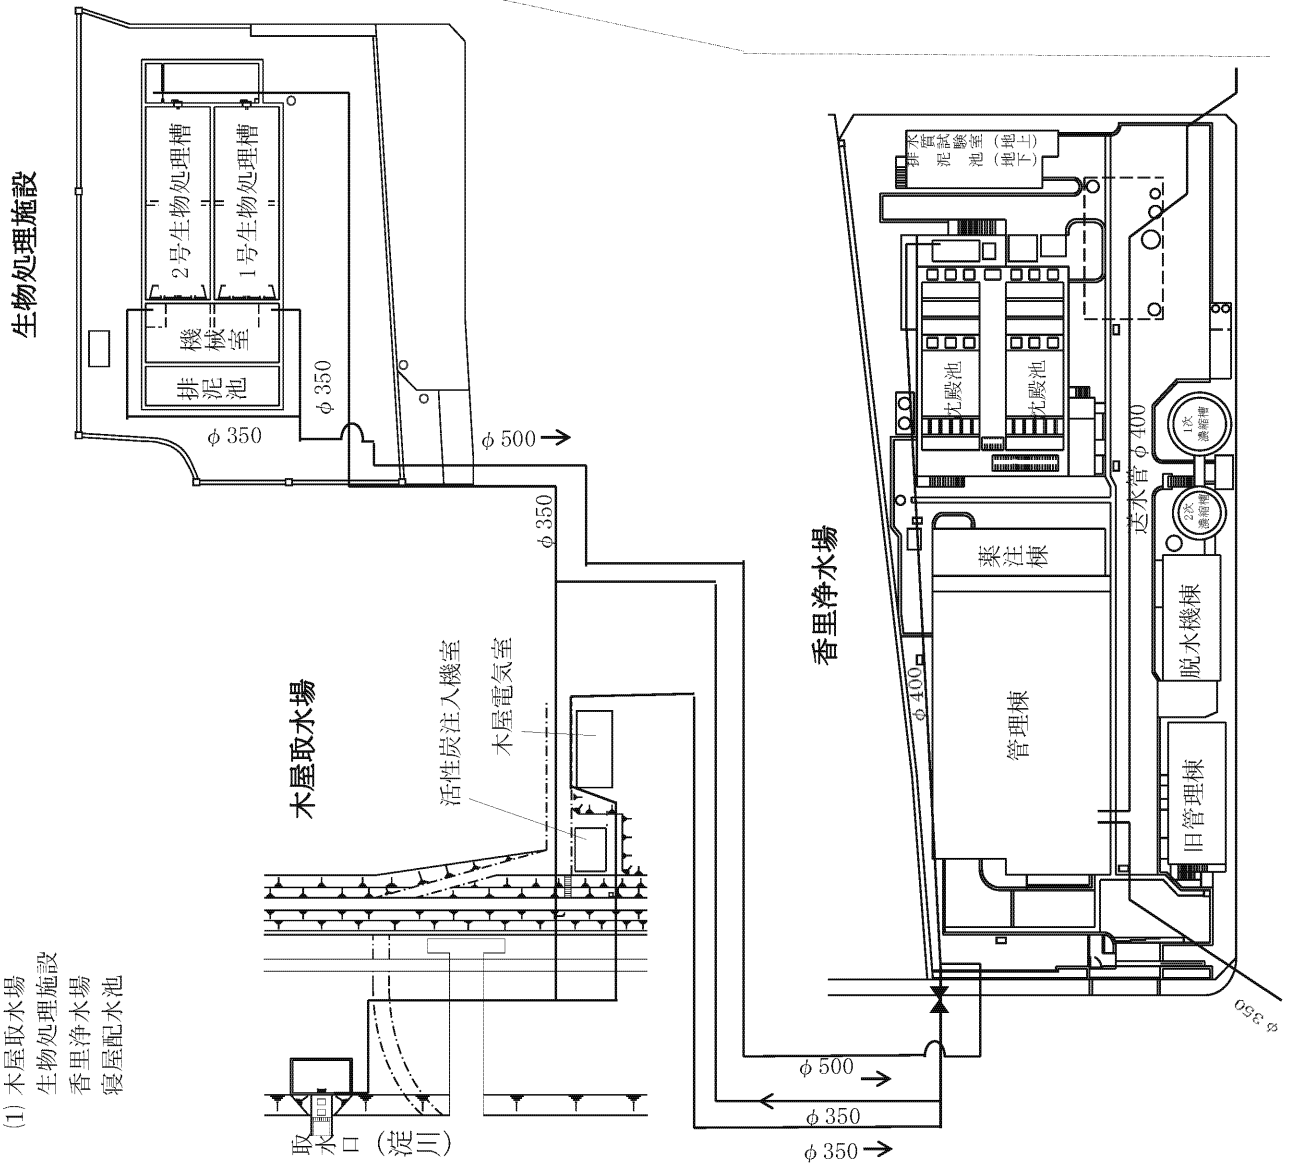 (1) 木屋取水場
生物処理施設
香里浄水場
寝屋配水池
生物処理施設
2号生物処理槽
1号生物処理槽
機械室
排泥池
φ350
φ350
φ500
φ350
木屋取水場
活性炭注入機室
木屋電気室
取水口
(淀川)
香里浄水場
水質試験室(地上)
排泥池(地下)
沈殿池
沈殿池
送水管 φ400
1次
濃縮槽
2次
濃縮槽
薬注棟
脱水機棟
φ400
管理棟
旧管理棟
φ350
φ500
φ350
φ350